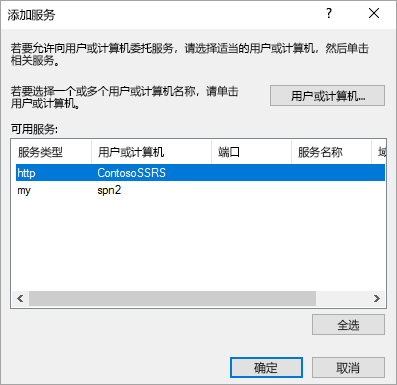 添加服务
?
若要允许向用户或计算机委托服务，请选择适当的用户或计算机，然后单击
相关服务。
若要选择一个或多个用户或计算机名称，请单击
用户或计算机。
用户或计算机...
可用服务:
服务类型 用户或计算机 端口 服务名称 域
http ContosoSSRS
my spn2
全选
确定 取消